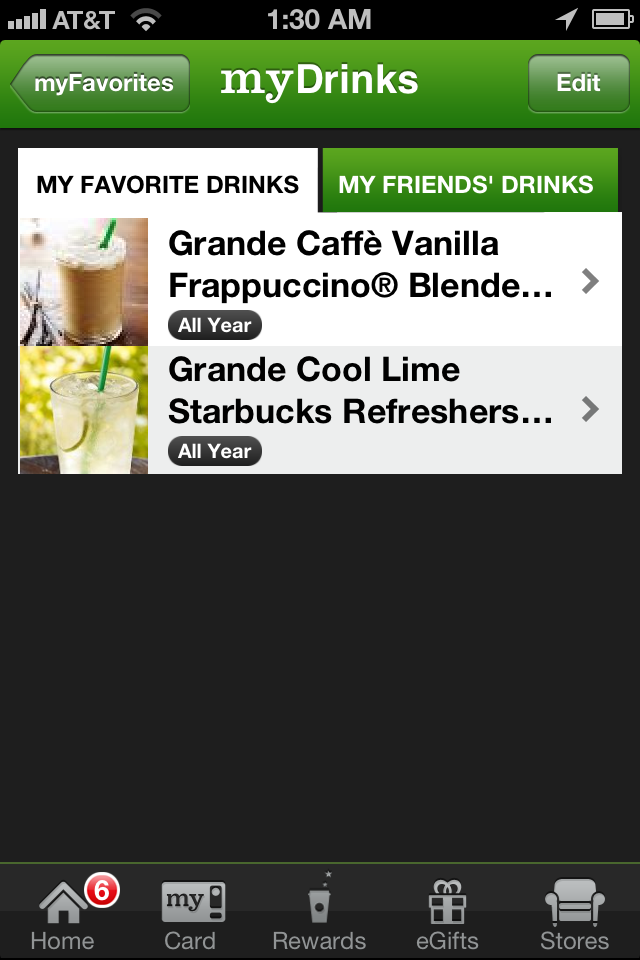 AT&T 1:30 AM
myFavorites myDrinks Edit
MY FAVORITE DRINKS MY FRIENDS' DRINKS
Grande Caffè Vanilla
Frappuccino® Blende...
All Year
Grande Cool Lime
Starbucks Refreshers...
All Year
6
my
Home Card Rewards eGifts Stores